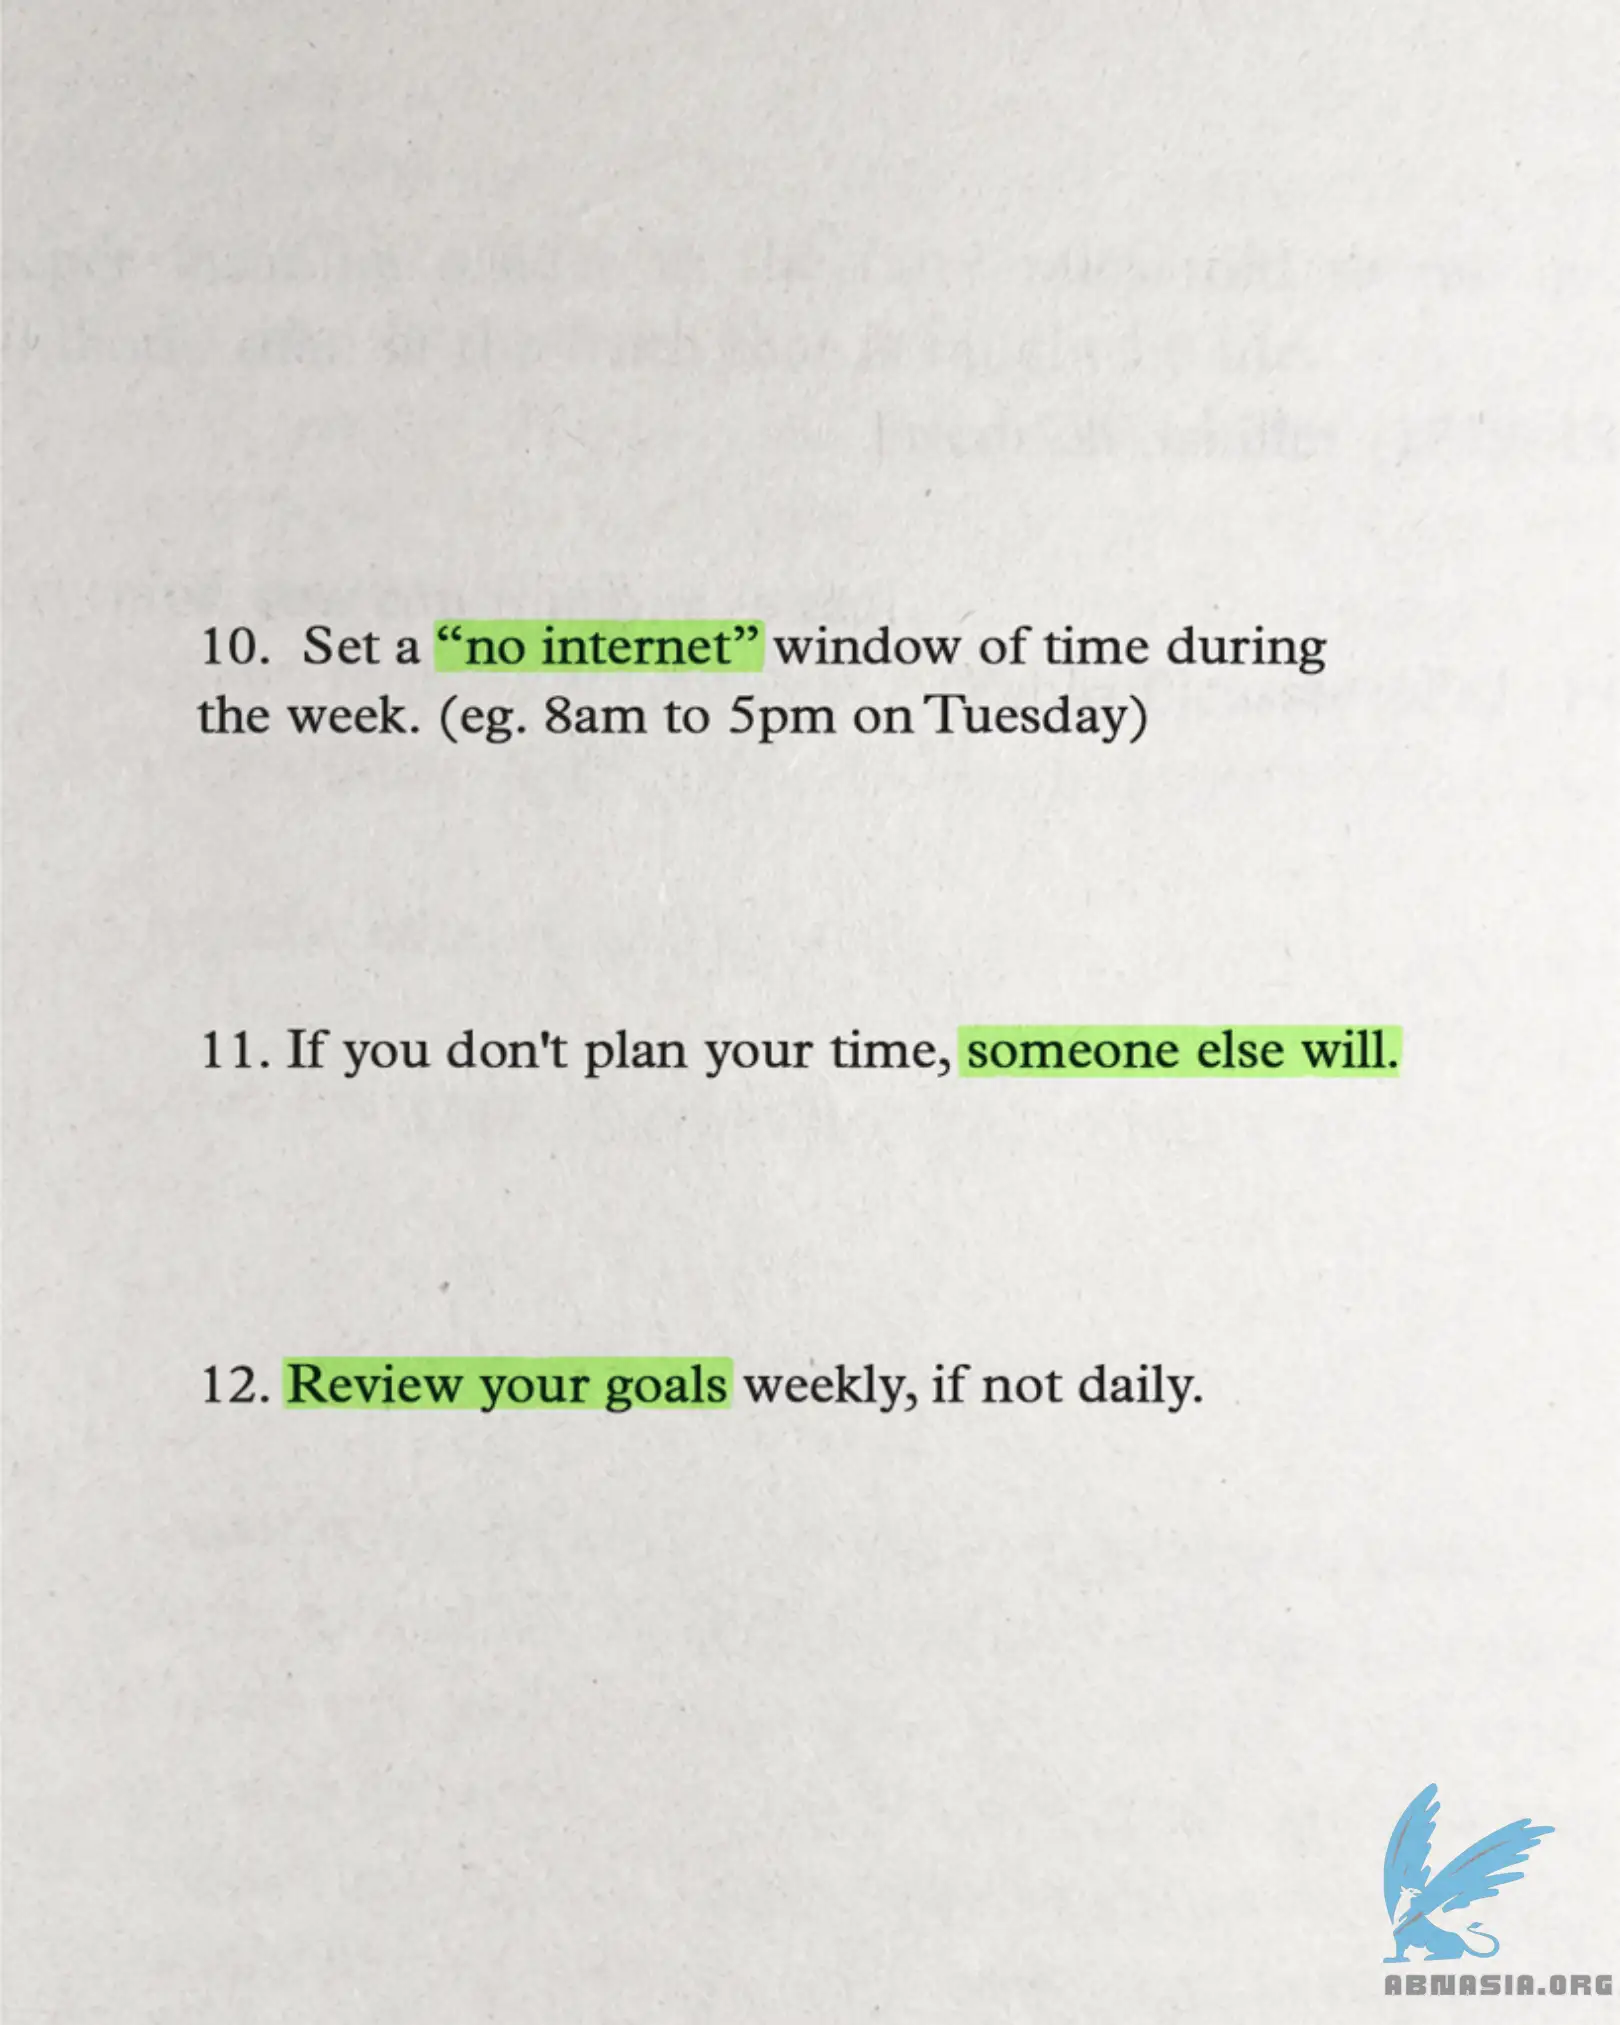 10. Set a “no internet” window of time during
the week. (eg. 8am to 5pm on Tuesday)
11. If you don't plan your time, someone else will.
12. Review your goals weekly, if not daily.
ABNASIA.ORG